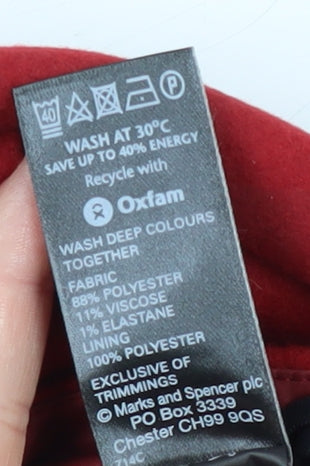 40 P
WASH AT 30°C
SAVE UP TO 40% ENERGY
Recycle with
Oxfam
WASH DEEP COLOURS
TOGETHER
FABRIC
88% POLYESTER
11% VISCOSE
1% ELASTANE
LINING
100% POLYESTER
EXCLUSIVE OF
TRIMMINGS
© Marks and Spencer plc
PO Box 3339
Chester CH99 9QS
714C